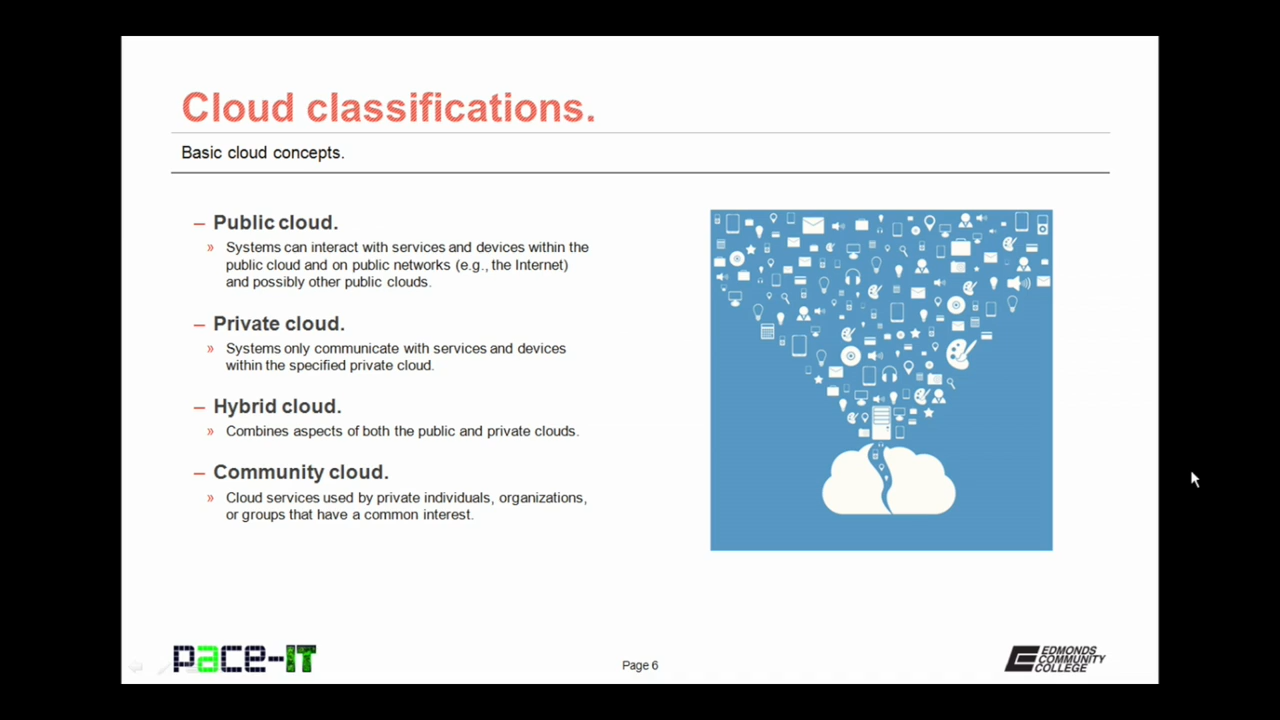 Cloud classifications.
Basic cloud concepts.
– Public cloud.
» Systems can interact with services and devices within the
public cloud and on public networks (e.g., the Internet)
and possibly other public clouds.
– Private cloud.
» Systems only communicate with services and devices
within the specified private cloud.
– Hybrid cloud.
» Combines aspects of both the public and private clouds.
– Community cloud.
» Cloud services used by private individuals, organizations,
or groups that have a common interest.
pace-IT
Page 6
EDMONDS
COMMUNITY
COLLEGE